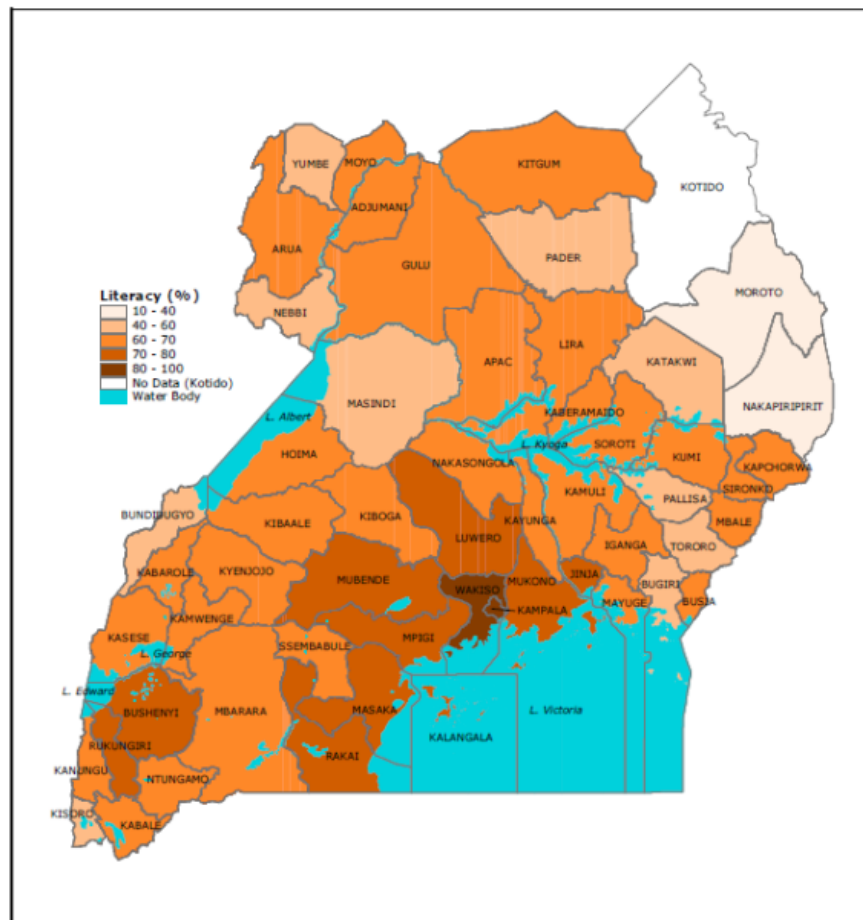 YUMBE
MOYO
KITGUM
KOTIDO
ADJUMANI
ARUA
GULU
PADER
Literacy (%)
10 - 40
40 - 60
60 - 70
70 - 80
80 - 100
No Data (Kotido)
Water Body
MOROTO
NEBBI
LIRA
APAC
KATAKWI
NAKAPIRIPIRIT
MASINDI
L. Albert
KABERAMAIDO
L. Kyoga
SOROTI
HOIMA
NAKASONGOLA
KUMI
KAPCHORWA
SIRONKO
KAMULI
PALLISA
BUNDIBUGYO
KIBOGA
KAYUNGA
MBALE
KIBAALE
LUWERO
IGANGA
TORORO
KABAROLE
KYENJOJO
MUBENDE
JINJA
BUGIRI
WAKISO
MUKONO
KAMPALA
MAYUGE
BUSIA
KAMWENGE
KASESE
MPIGI
SSEMBABULE
L. George
L. Edward
MASAKA
L. Victoria
BUSHENYI
MBARARA
KALANGALA
RUKUNGIRI
RAKAI
KANUNGU
NTUNGAMO
KISORO
KABALE